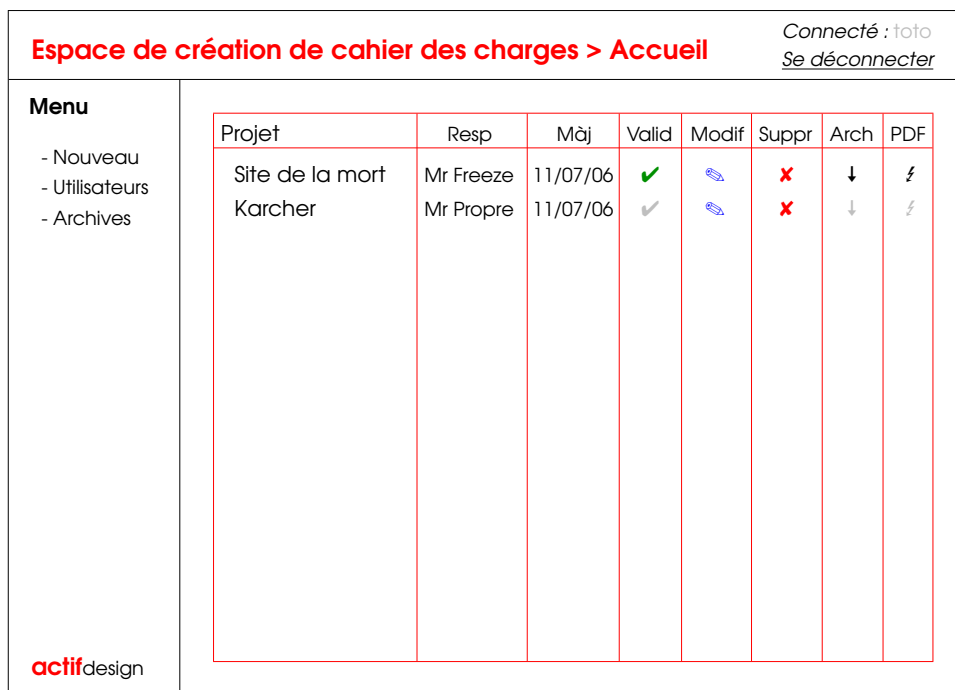 Espace de création de cahier des charges > Accueil
Connecté : toto
Se déconnecter
Menu
- Nouveau
- Utilisateurs
- Archives
Projet Resp Màj Valid Modif Suppr Arch PDF
Site de la mort Mr Freeze 11/07/06 ✔ ✎ ✘ ↓ ⚡
Karcher Mr Propre 11/07/06 ✔ ✎ ✘ ↓ ⚡
actifdesign